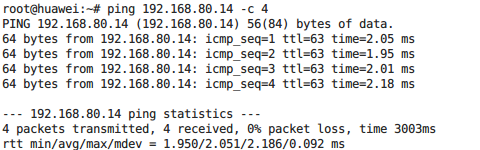 root@huawei:~# ping 192.168.80.14 -c 4
PING 192.168.80.14 (192.168.80.14) 56(84) bytes of data.
64 bytes from 192.168.80.14: icmp_seq=1 ttl=63 time=2.05 ms
64 bytes from 192.168.80.14: icmp_seq=2 ttl=63 time=1.95 ms
64 bytes from 192.168.80.14: icmp_seq=3 ttl=63 time=2.01 ms
64 bytes from 192.168.80.14: icmp_seq=4 ttl=63 time=2.18 ms

--- 192.168.80.14 ping statistics ---
4 packets transmitted, 4 received, 0% packet loss, time 3003ms
rtt min/avg/max/mdev = 1.950/2.051/2.186/0.092 ms